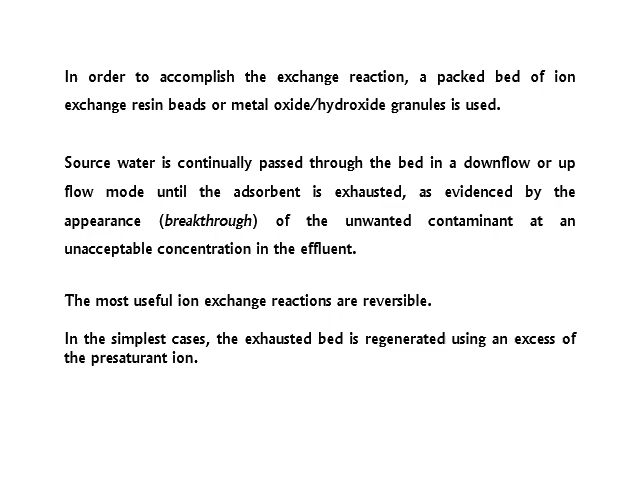 In order to accomplish the exchange reaction, a packed bed of ion
exchange resin beads or metal oxide/hydroxide granules is used.
Source water is continually passed through the bed in a downflow or up
flow mode until the adsorbent is exhausted, as evidenced by the
appearance (breakthrough) of the unwanted contaminant at an
unacceptable concentration in the effluent.
The most useful ion exchange reactions are reversible.
In the simplest cases, the exhausted bed is regenerated using an excess of
the presaturant ion.